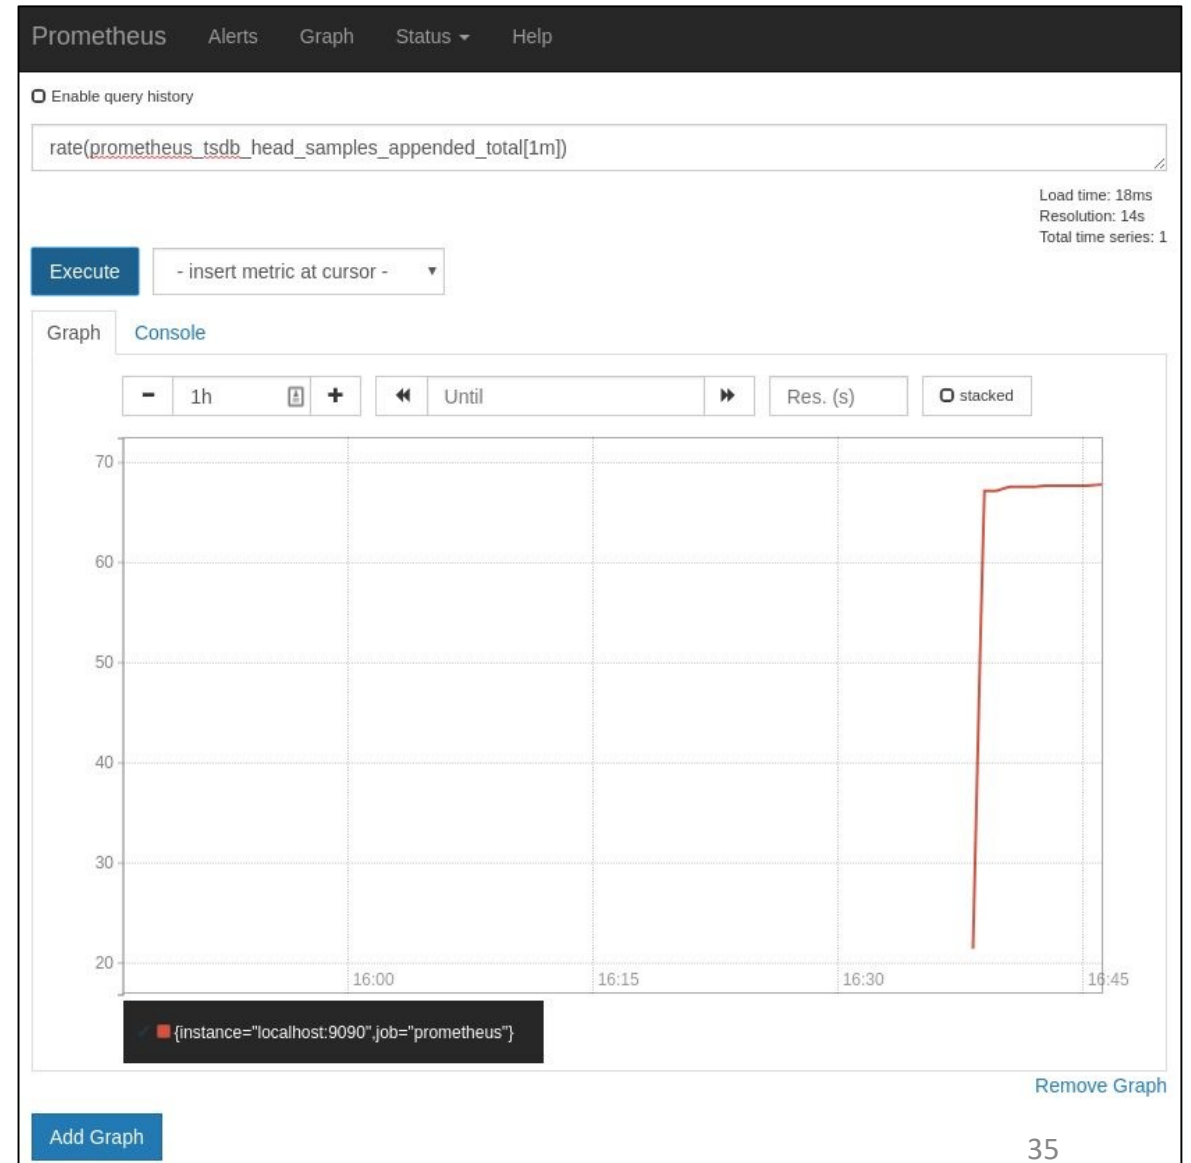 Prometheus Alerts Graph Status Help
Enable query history
rate(prometheus_tsdb_head_samples_appended_total[1m])
Load time: 18ms
Resolution: 14s
Total time series: 1
Execute - insert metric at cursor -
Graph Console
1h Until Res. (s) stacked
70
60
50
40
30
20
16:00 16:15 16:30 16:45
{instance="localhost:9090",job="prometheus"}
Remove Graph
Add Graph
35